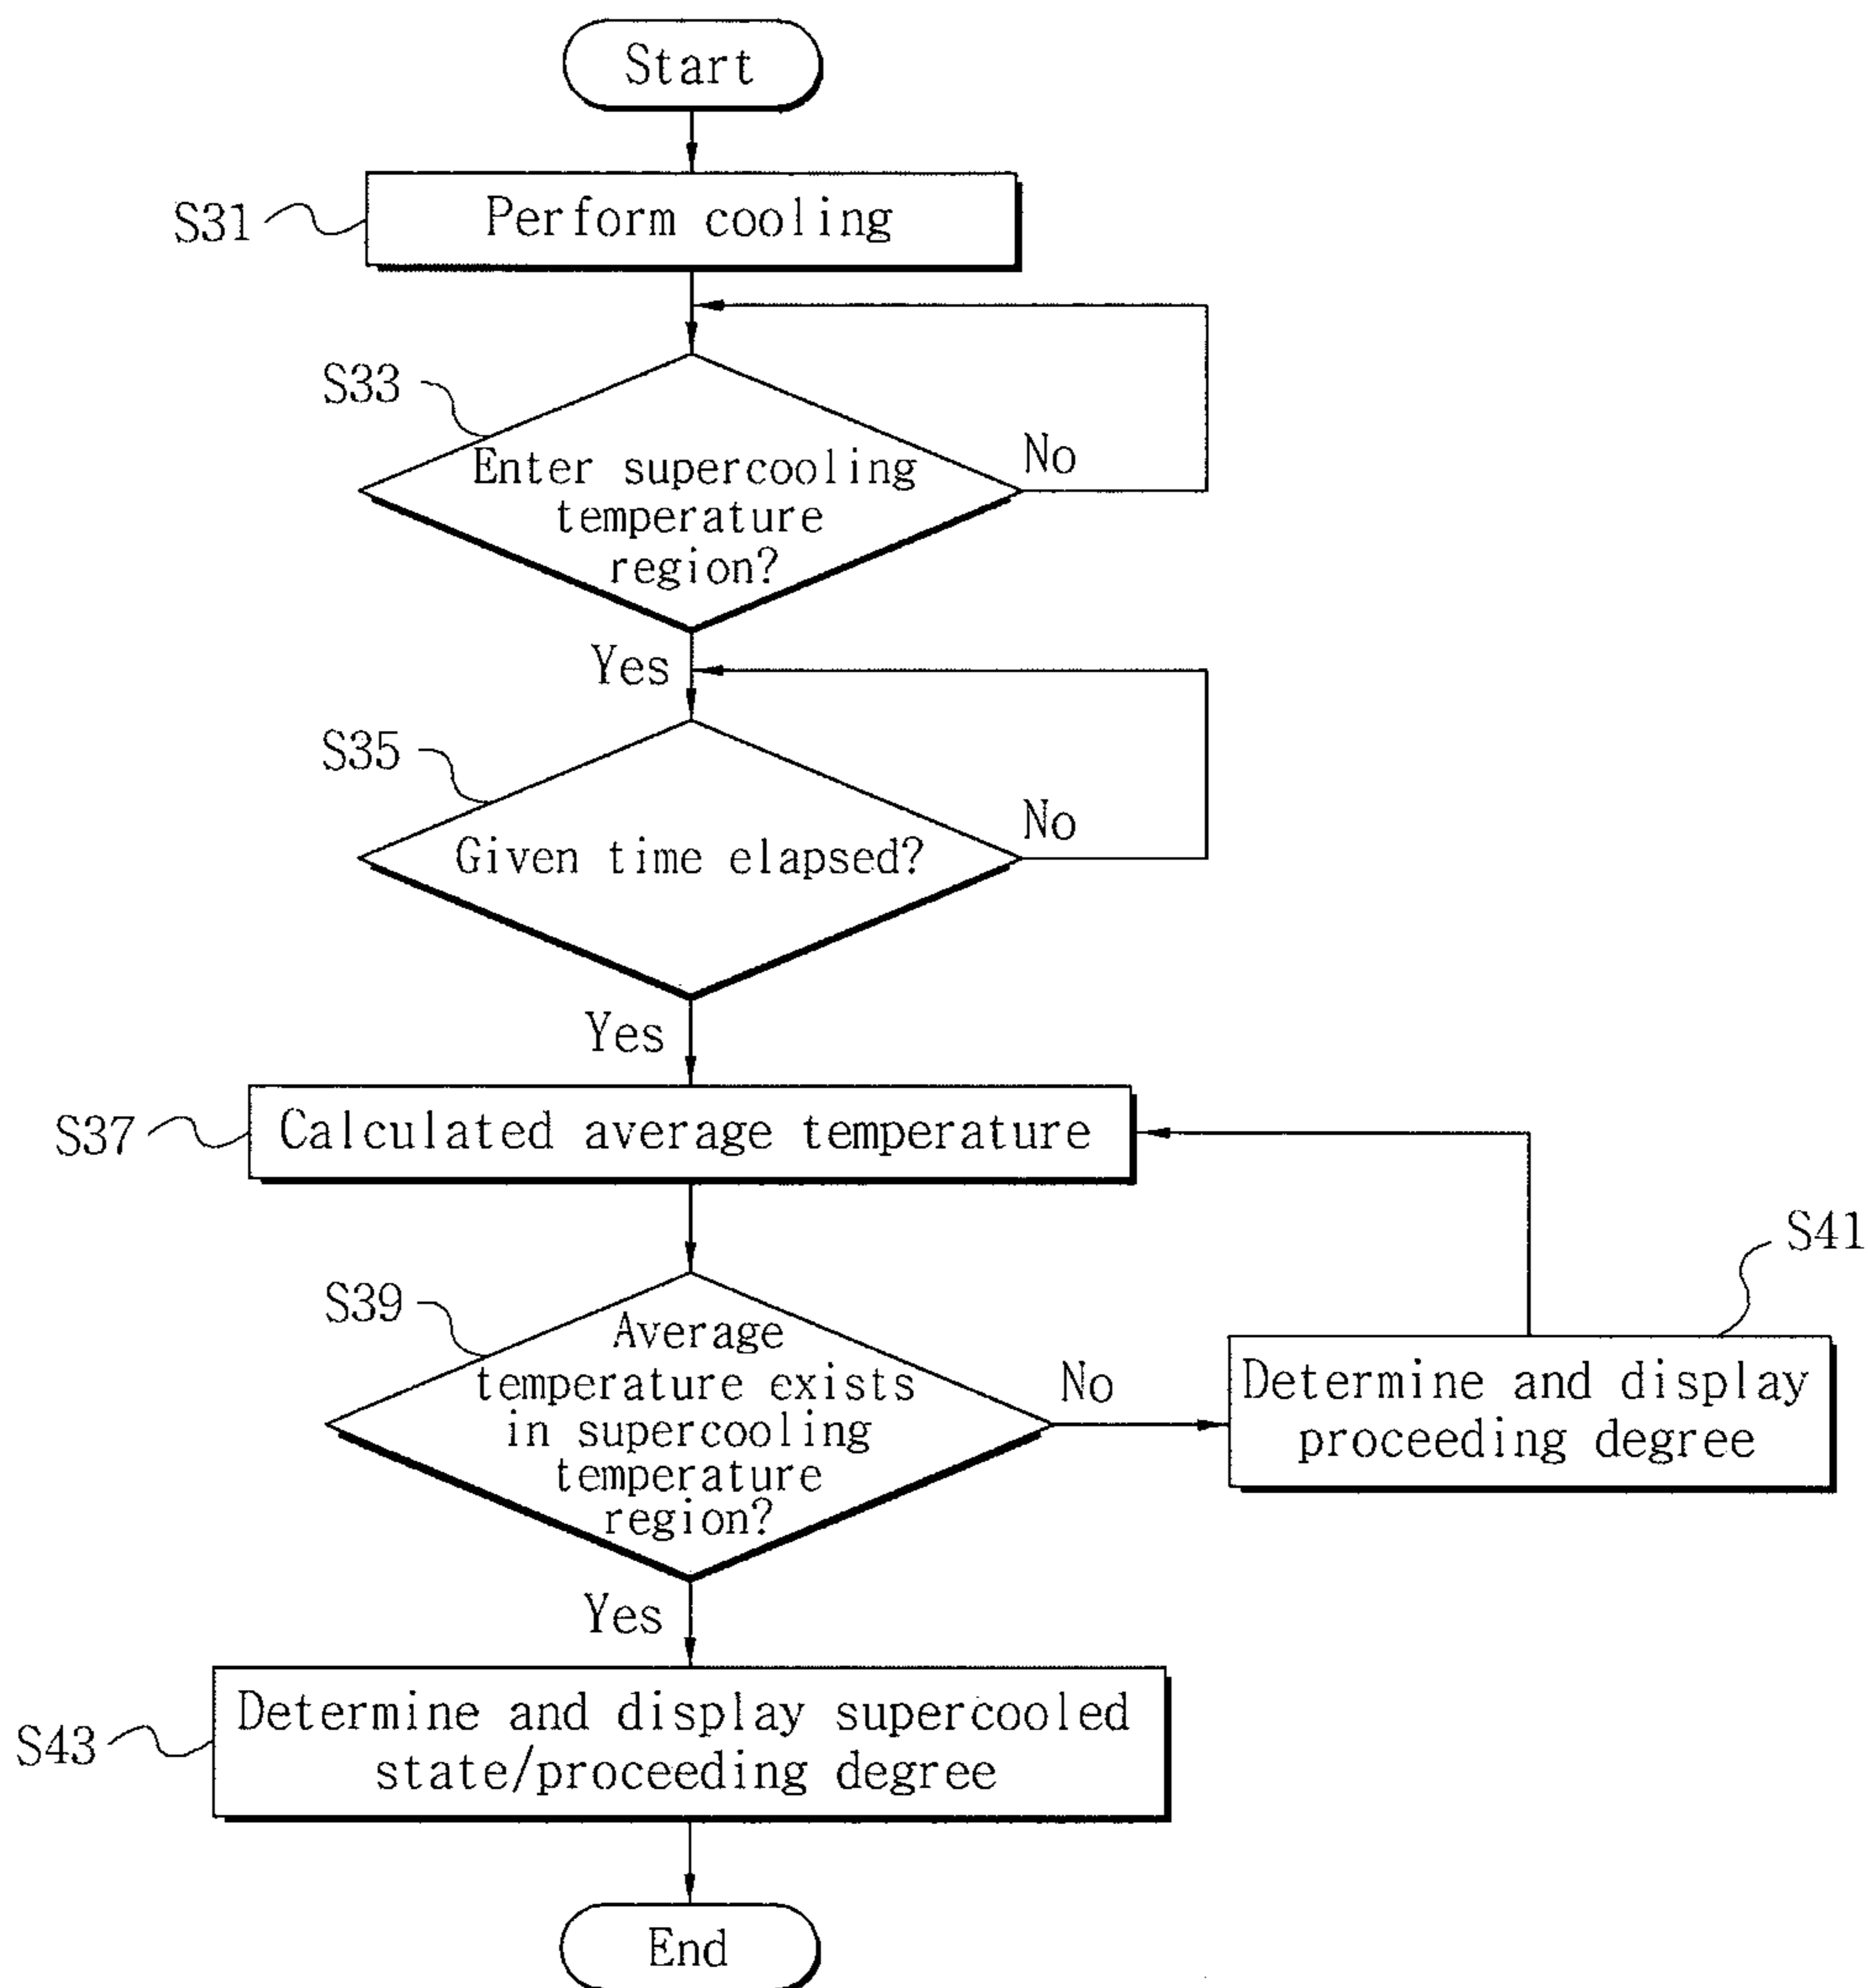 Start
S31
Perform cooling
S33
Enter supercooling
temperature
region?
No
Yes
S35
Given time elapsed?
No
Yes
S37
Calculated average temperature
S39
Average
temperature exists
in supercooling
temperature
region?
No
S41
Determine and display
proceeding degree
Yes
S43
Determine and display supercooled
state/proceeding degree
End